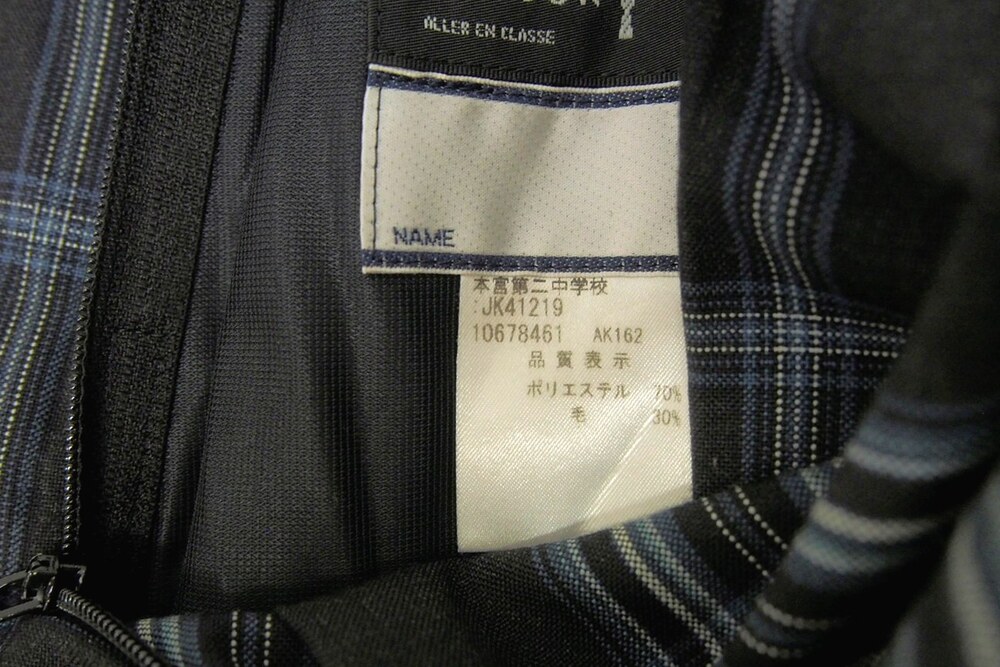 ALLER EN CLASSE
NAME
本宮第二中学校
:JK41219
10678461 AK162
品質表示
ポリエステル 70%
毛 30%